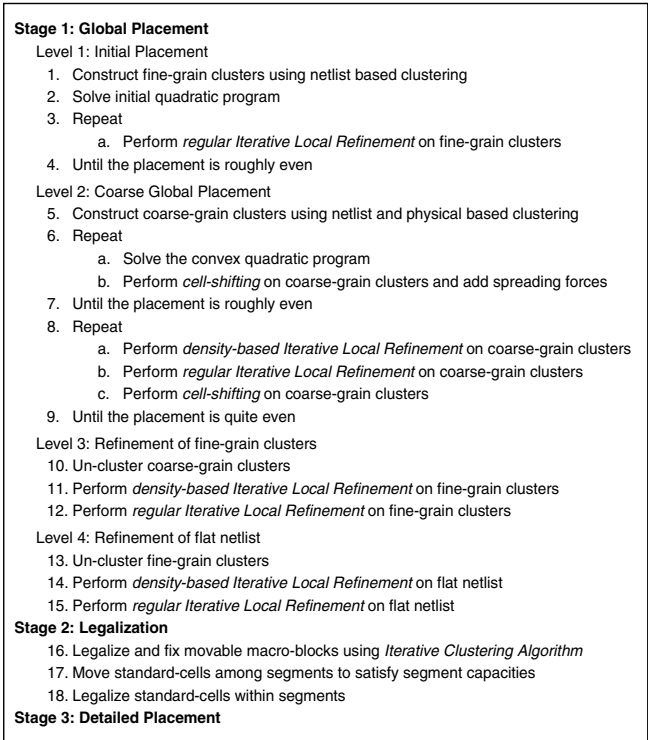 Stage 1: Global Placement
Level 1: Initial Placement
1. Construct fine-grain clusters using netlist based clustering
2. Solve initial quadratic program
3. Repeat
a. Perform regular Iterative Local Refinement on fine-grain clusters
4. Until the placement is roughly even
Level 2: Coarse Global Placement
5. Construct coarse-grain clusters using netlist and physical based clustering
6. Repeat
a. Solve the convex quadratic program
b. Perform cell-shifting on coarse-grain clusters and add spreading forces
7. Until the placement is roughly even
8. Repeat
a. Perform density-based Iterative Local Refinement on coarse-grain clusters
b. Perform regular Iterative Local Refinement on coarse-grain clusters
c. Perform cell-shifting on coarse-grain clusters
9. Until the placement is quite even
Level 3: Refinement of fine-grain clusters
10. Un-cluster coarse-grain clusters
11. Perform density-based Iterative Local Refinement on fine-grain clusters
12. Perform regular Iterative Local Refinement on fine-grain clusters
Level 4: Refinement of flat netlist
13. Un-cluster fine-grain clusters
14. Perform density-based Iterative Local Refinement on flat netlist
15. Perform regular Iterative Local Refinement on flat netlist
Stage 2: Legalization
16. Legalize and fix movable macro-blocks using Iterative Clustering Algorithm
17. Move standard-cells among segments to satisfy segment capacities
18. Legalize standard-cells within segments
Stage 3: Detailed Placement